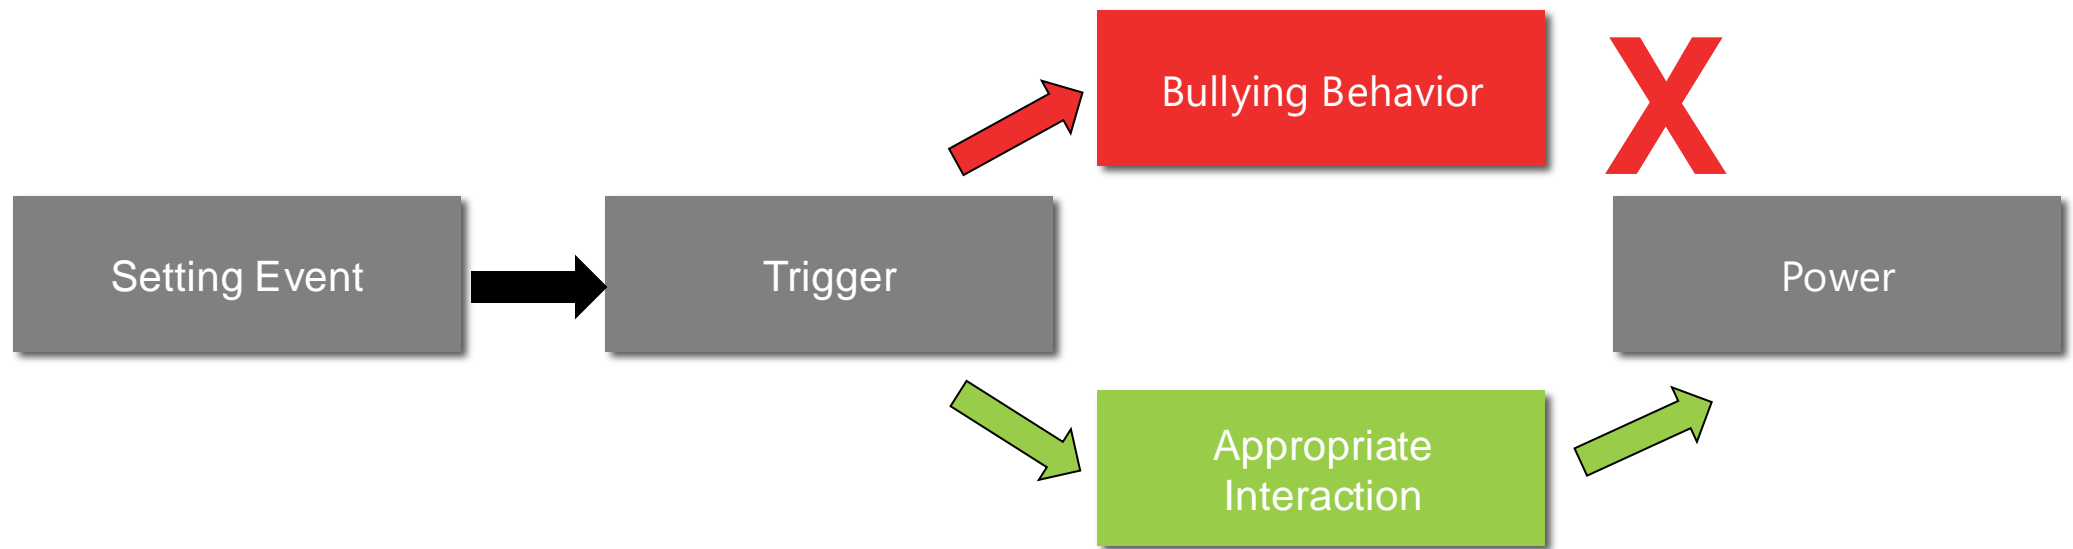 Bullying Behavior
X
Setting Event
Trigger
Power
Appropriate
Interaction